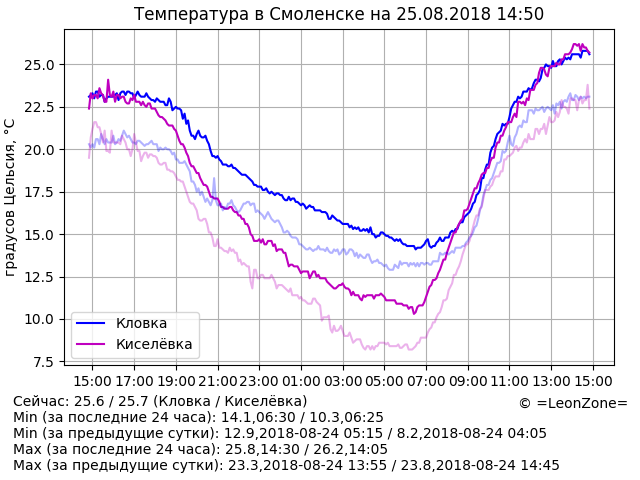 Температура в Смоленске на 25.08.2018 14:50
градусов Цельсия, °C
25.0
22.5
20.0
17.5
15.0
12.5
10.0
7.5
Кловка
Киселёвка
15:00 17:00 19:00 21:00 23:00 01:00 03:00 05:00 07:00 09:00 11:00 13:00 15:00
Сейчас: 25.6 / 25.7 (Кловка / Киселёвка)
© =LeonZone=
Min (за последние 24 часа): 14.1,06:30 / 10.3,06:25
Min (за предыдущие сутки): 12.9,2018-08-24 05:15 / 8.2,2018-08-24 04:05
Max (за последние 24 часа): 25.8,14:30 / 26.2,14:05
Max (за предыдущие сутки): 23.3,2018-08-24 13:55 / 23.8,2018-08-24 14:45